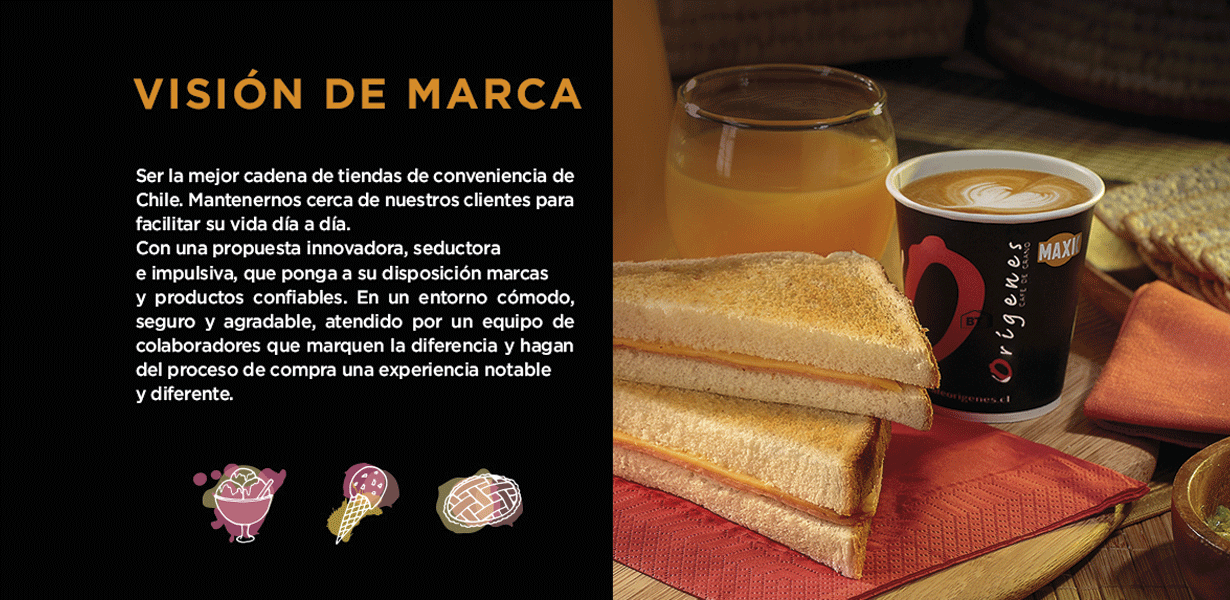 VISIÓN DE MARCA
Ser la mejor cadena de tiendas de conveniencia de
Chile. Mantenernos cerca de nuestros clientes para
facilitar su vida día a día.
Con una propuesta innovadora, seductora
e impulsiva, que ponga a su disposición marcas
y productos confiables. En un entorno cómodo,
seguro y agradable, atendido por un equipo de
colaboradores que marquen la diferencia y hagan
del proceso de compra una experiencia notable
y diferente.
MAXI
Orígenes
CAFÉ DE GRANO